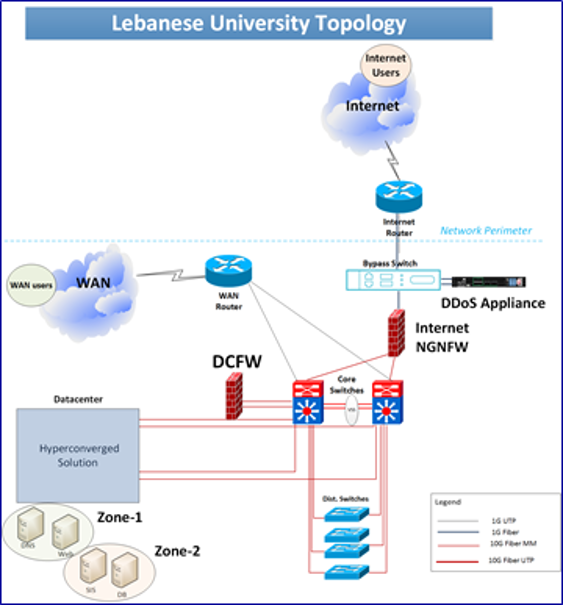 Lebanese University Topology
Internet
Users
Internet
Internet
Router
Network Perimeter
Bypass Switch
DDoS Appliance
WAN users
WAN
WAN
Router
Internet
NGNFW
DCFW
Core
Switches
Datacenter
Hyperconverged
Solution
Zone-1
DNS
Web
Zone-2
SIS
DB
Dist. Switches
Legend
1G UTP
1G Fiber
10G Fiber MM
10G Fiber UTP